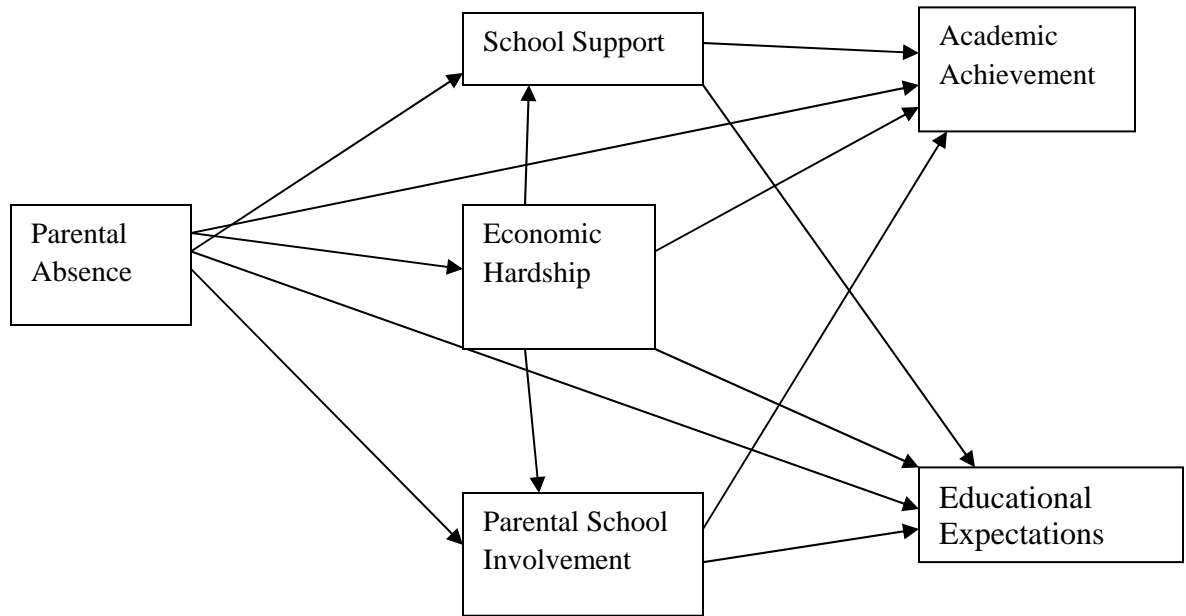 School Support
Academic
Achievement
Parental
Absence
Economic
Hardship
Parental School
Involvement
Educational
Expectations